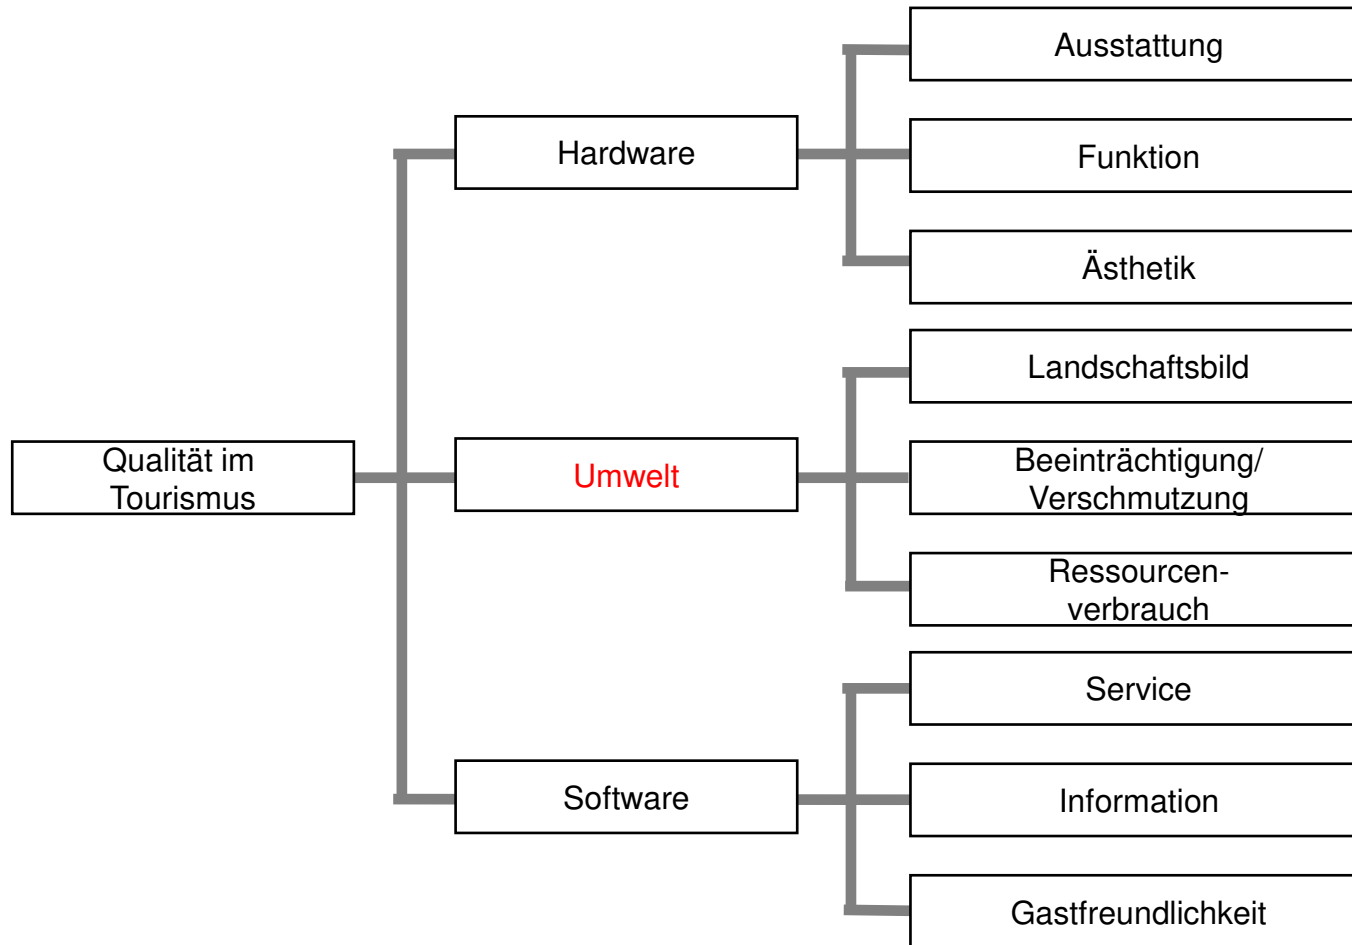 Qualität im
Tourismus
Hardware
Ausstattung
Funktion
Ästhetik
Umwelt
Landschaftsbild
Beeinträchtigung/
Verschmutzung
Ressourcen-
verbrauch
Software
Service
Information
Gastfreundlichkeit